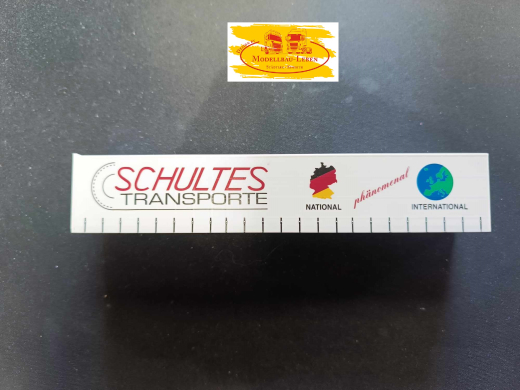 MODELLBAU-LEBEN
SCHULTES
TRANSPORTE
NATIONAL
phänomenal
INTERNATIONAL